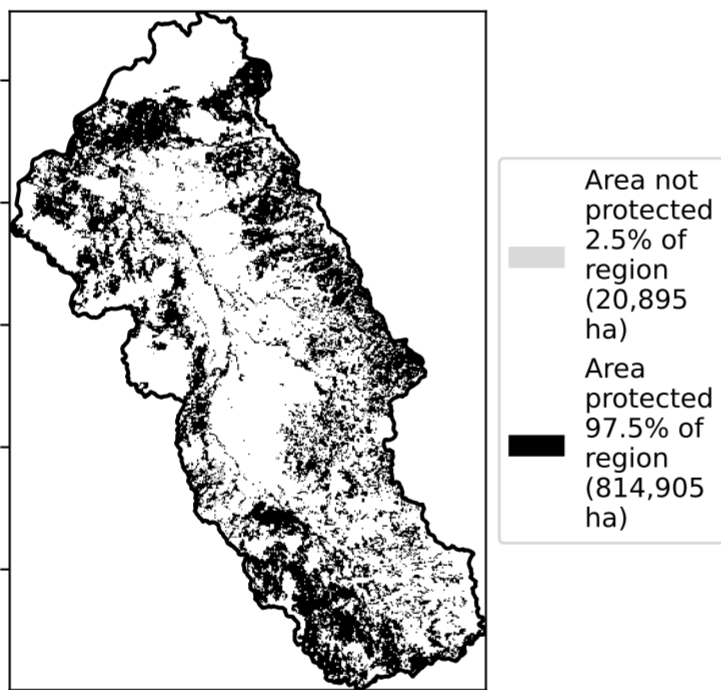 Area not
protected
2.5% of
region
(20,895
ha)
Area
protected
97.5% of
region
(814,905
ha)